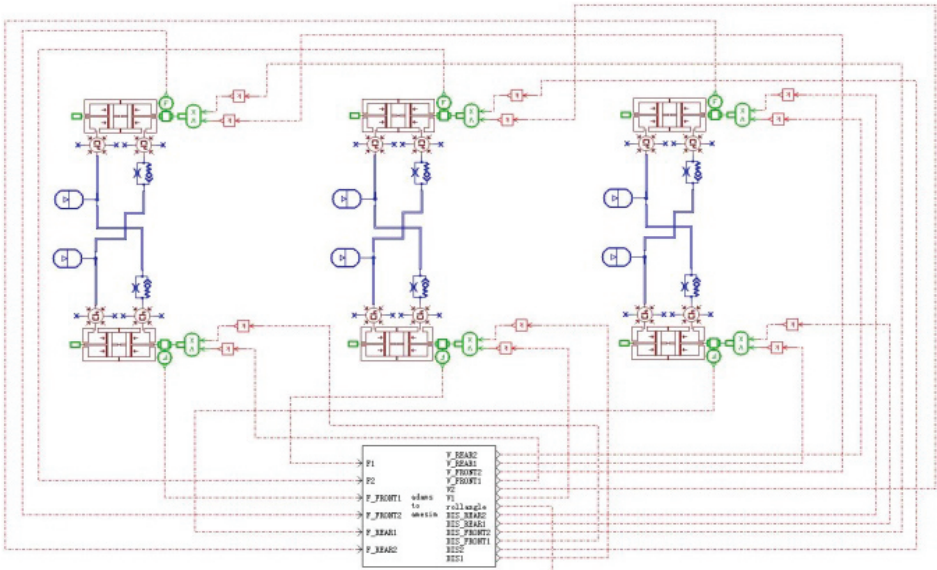 F1
F2
F_FRONT1
F_FRONT2
F_REAR1
F_REAR2
adams
to
amesim
V_REAR2
V_REAR1
V_FRONT2
V_FRONT1
V2
V1
rollangle
DIS_REAR2
DIS_REAR1
DIS_FRONT2
DIS_FRONT1
DIS2
DIS1